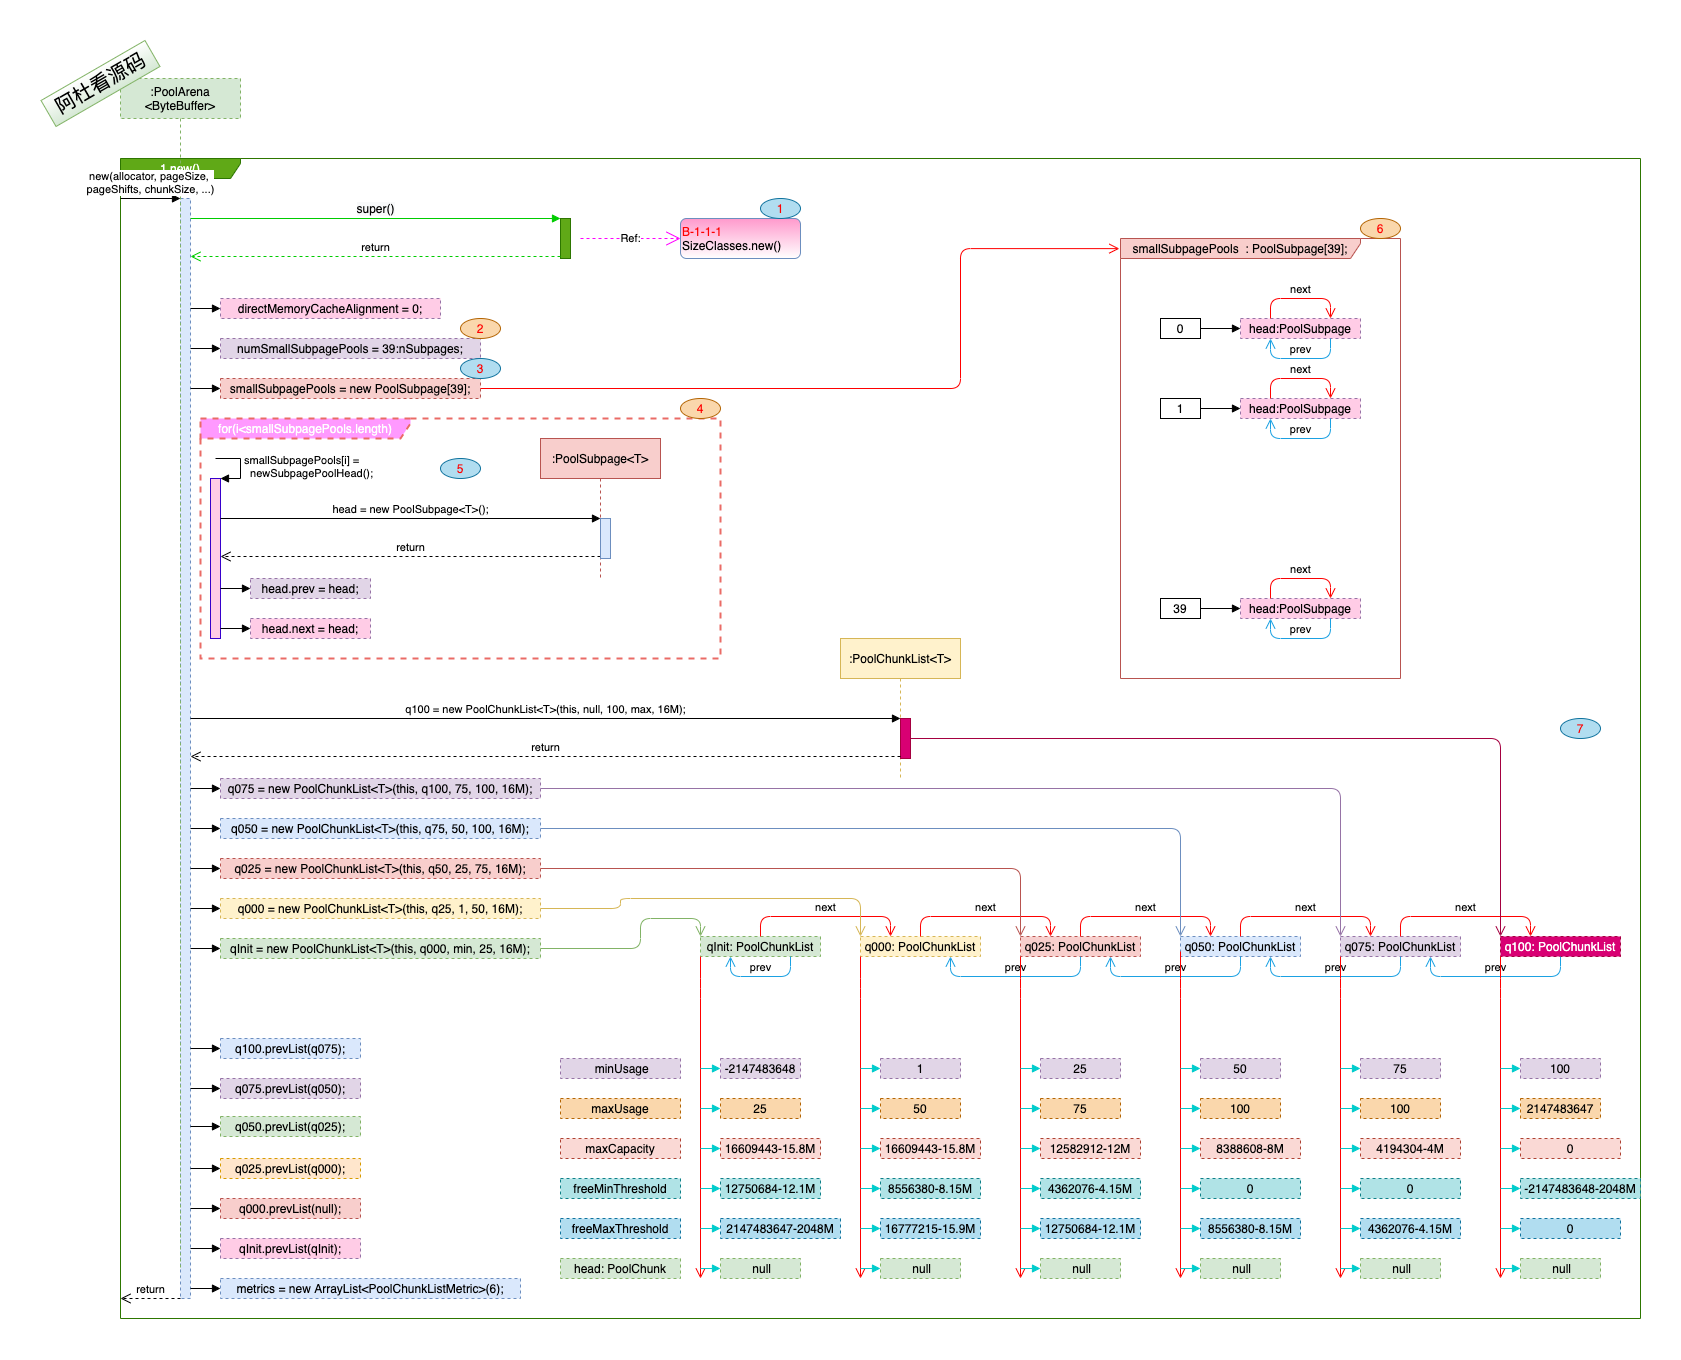 阿杜看源码
:PoolArena
<ByteBuffer>
1.new()
new(allocator, pageSize,
pageShifts, chunkSize, ...)
super()
return
Ref:
1
B-1-1-1
SizeClasses.new()
directMemoryCacheAlignment = 0;
2
numSmallSubpagePools = 39:nSubpages;
3
smallSubpagePools = new PoolSubpage[39];
4
for(i<smallSubpagePools.length)
smallSubpagePools[i] =
newSubpagePoolHead();
5
:PoolSubpage<T>
head = new PoolSubpage<T>();
return
head.prev = head;
head.next = head;
6
smallSubpagePools : PoolSubpage[39];
next
0
head:PoolSubpage
prev
next
1
head:PoolSubpage
prev
next
39
head:PoolSubpage
prev
:PoolChunkList<T>
q100 = new PoolChunkList<T>(this, null, 100, max, 16M);
return
7
q075 = new PoolChunkList<T>(this, q100, 75, 100, 16M);
q050 = new PoolChunkList<T>(this, q75, 50, 100, 16M);
q025 = new PoolChunkList<T>(this, q50, 25, 75, 16M);
q000 = new PoolChunkList<T>(this, q25, 1, 50, 16M);
qInit = new PoolChunkList<T>(this, q000, min, 25, 16M);
next next next next next
qInit: PoolChunkList q000: PoolChunkList q025: PoolChunkList q050: PoolChunkList q075: PoolChunkList q100: PoolChunkList
prev prev prev prev prev
q100.prevList(q075);
q075.prevList(q050);
q050.prevList(q025);
q025.prevList(q000);
q000.prevList(null);
qInit.prevList(qInit);
metrics = new ArrayList<PoolChunkListMetric>(6);
return
minUsage -2147483648 1 25 50 75 100
maxUsage 25 50 75 100 100 2147483647
maxCapacity 16609443-15.8M 16609443-15.8M 12582912-12M 8388608-8M 4194304-4M 0
freeMinThreshold 12750684-12.1M 8556380-8.15M 4362076-4.15M 0 0 -2147483648-2048M
freeMaxThreshold 2147483647-2048M 16777215-15.9M 12750684-12.1M 8556380-8.15M 4362076-4.15M 0
head: PoolChunk null null null null null null